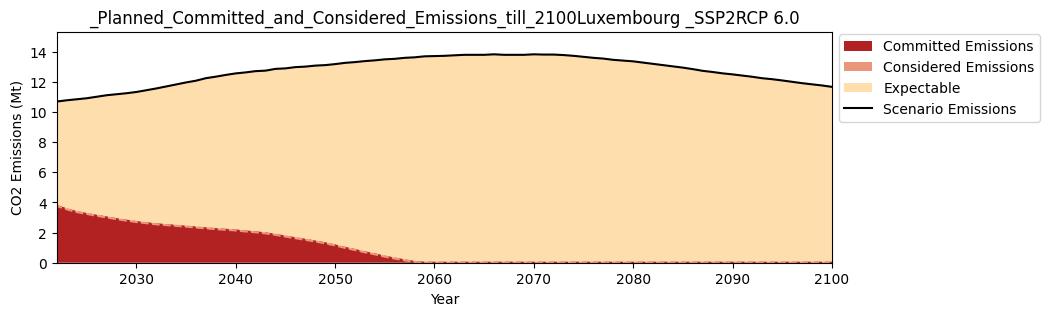 _Planned_Committed_and_Considered_Emissions_till_2100Luxembourg _SSP2RCP 6.0
CO2 Emissions (Mt)
14
12
10
8
6
4
2
0
2030 2040 2050 2060 2070 2080 2090 2100
Year
Committed Emissions
Considered Emissions
Expectable
Scenario Emissions